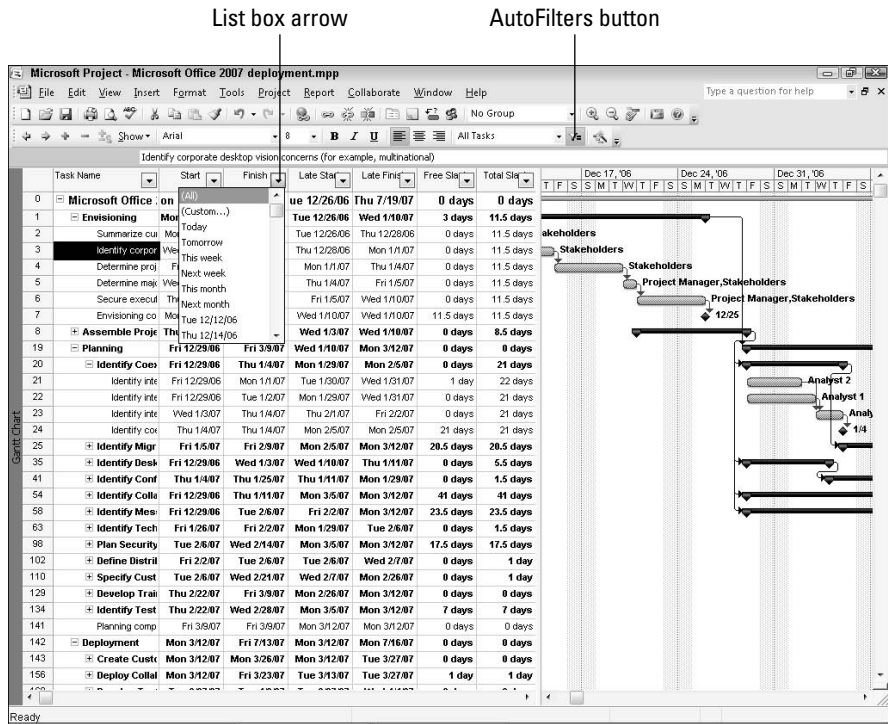 List box arrow AutoFilters button
Microsoft Project - Microsoft Office 2007 deployment.mpp
File Edit View Insert Format Tools Project Report Collaborate Window Help Type a question for help
No Group
Show Arial 8 B I U All Tasks
Identify corporate desktop vision concerns (for example, multinational)
Task Name Start Finish Late Star Late Finis Free Sla Total Sla Dec 17, '06 Dec 24, '06 Dec 31, '06
T F S S M T W T F S S M T W T F S S M T W T F S
0 Microsoft Office on ue 12/26/06 Thu 7/19/07 0 days 0 days
1 Envisioning Mon Tue 12/26/06 Wed 1/10/07 3 days 11.5 days
2 Summarize cur Mo Tue 12/26/06 Thu 12/28/06 0 days 11.5 days akeholders
3 Identify corpor We Thu 12/28/06 Mon 1/1/07 0 days 11.5 days Stakeholders
4 Determine proj F Mon 1/1/07 Thu 1/4/07 0 days 11.5 days Stakeholders
5 Determine majo We Thu 1/4/07 Fri 1/5/07 0 days 11.5 days Project Manager,Stakeholders
6 Secure execut Th Fri 1/5/07 Wed 1/10/07 0 days 11.5 days Project Manager,Stakeholders
7 Envisioning co Mo Wed 1/10/07 Wed 1/10/07 11.5 days 11.5 days 12/25
(All)
(Custom...)
Today
Tomorrow
This week
Next week
This month
Next month
Tue 12/12/06
Thu 12/14/06
8 Assemble Proje Thu Wed 1/3/07 Wed 1/10/07 0 days 8.5 days
19 Planning Fri 12/29/06 Fri 3/9/07 Wed 1/10/07 Mon 3/12/07 0 days 0 days
20 Identify Coex Fri 12/29/06 Thu 1/4/07 Mon 1/29/07 Mon 2/5/07 0 days 21 days
21 Identify inte Fri 12/29/06 Mon 1/1/07 Tue 1/30/07 Wed 1/31/07 1 day 22 days Analyst 2
22 Identify inte Fri 12/29/06 Tue 1/2/07 Mon 1/29/07 Wed 1/31/07 0 days 21 days Analyst 1
23 Identify inte Wed 1/3/07 Thu 1/4/07 Thu 2/1/07 Fri 2/2/07 0 days 21 days Analy
24 Identify coe Thu 1/4/07 Thu 1/4/07 Mon 2/5/07 Mon 2/5/07 21 days 21 days 1/4
25 Identify Migr Fri 1/5/07 Fri 2/9/07 Mon 2/5/07 Mon 3/12/07 20.5 days 20.5 days
35 Identify Desk Fri 12/29/06 Wed 1/3/07 Wed 1/10/07 Thu 1/11/07 0 days 5.5 days
41 Identify Conf Thu 1/4/07 Thu 1/25/07 Thu 1/11/07 Mon 1/29/07 0 days 1.5 days
54 Identify Colla Fri 12/29/06 Thu 1/11/07 Mon 3/5/07 Mon 3/12/07 41 days 41 days
58 Identify Mes Fri 12/29/06 Tue 2/6/07 Fri 2/2/07 Mon 3/12/07 23.5 days 23.5 days
63 Identify Tech Fri 1/26/07 Fri 2/2/07 Mon 1/29/07 Tue 2/6/07 0 days 1.5 days
98 Plan Security Tue 2/6/07 Wed 2/14/07 Mon 3/5/07 Mon 3/12/07 17.5 days 17.5 days
102 Define Distril Fri 2/2/07 Tue 2/6/07 Tue 2/6/07 Wed 2/7/07 0 days 1 day
110 Specify Cust Tue 2/6/07 Wed 2/21/07 Wed 2/7/07 Mon 2/26/07 0 days 1 day
129 Develop Trai Thu 2/22/07 Fri 3/9/07 Mon 2/26/07 Mon 3/12/07 0 days 0 days
134 Identify Test Thu 2/22/07 Wed 2/28/07 Mon 3/5/07 Mon 3/12/07 7 days 7 days
141 Planning comp Fri 3/9/07 Fri 3/9/07 Mon 3/12/07 Mon 3/12/07 0 days 0 days
142 Deployment Mon 3/12/07 Fri 7/13/07 Mon 3/12/07 Mon 7/16/07 0 days 0 days
143 Create Custo Mon 3/12/07 Mon 3/26/07 Mon 3/12/07 Tue 3/27/07 0 days 0 days
156 Deploy Collal Mon 3/12/07 Fri 3/23/07 Tue 3/13/07 Tue 3/27/07 1 day 1 day
Gantt Chart
Ready